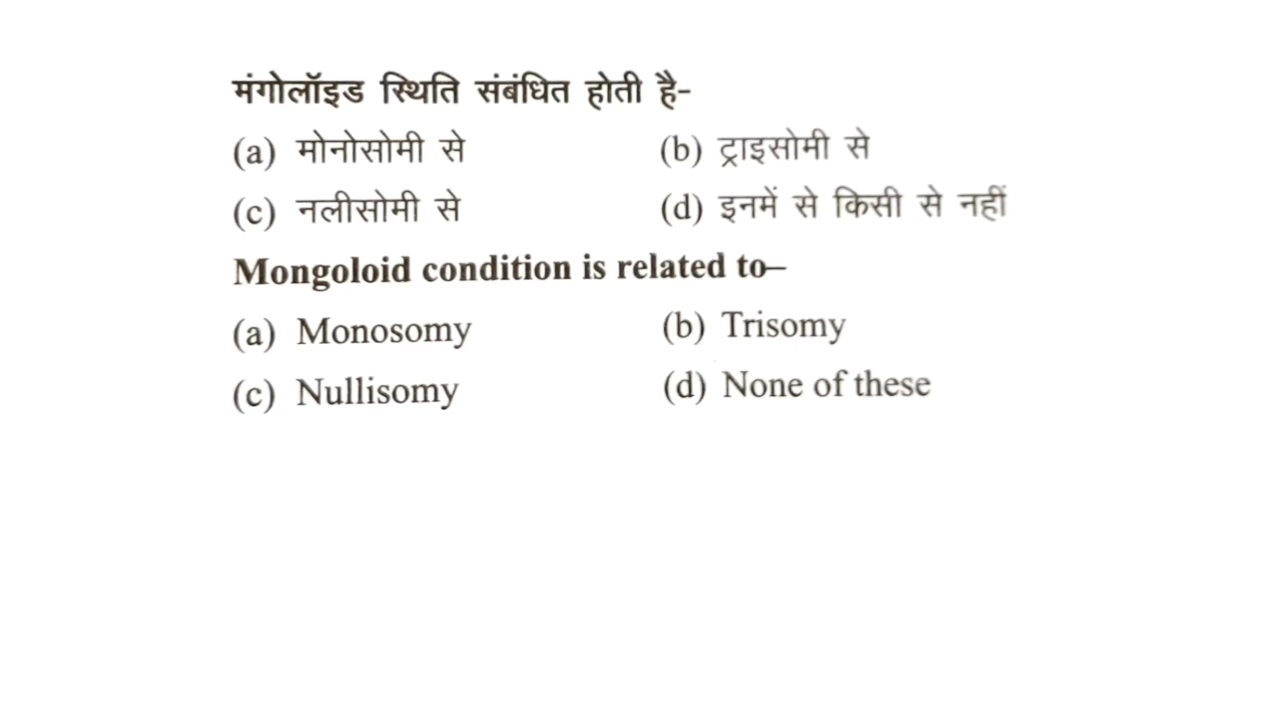 मंगोलॉइड स्थिति संबंधित होती है-
(a) मोनोसोमी से (b) ट्राइसोमी से
(c) नलीसोमी से (d) इनमें से किसी से नहीं
Mongoloid condition is related to–
(a) Monosomy (b) Trisomy
(c) Nullisomy (d) None of these